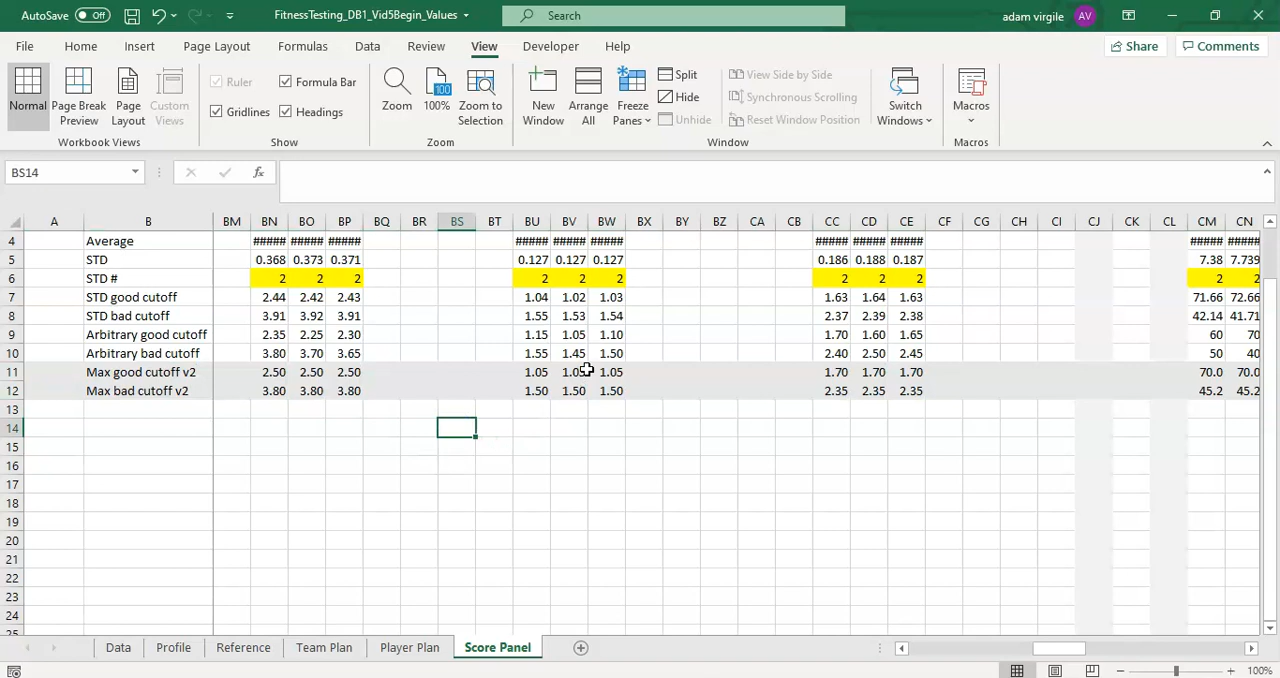 AutoSave Off FitnessTesting_DB1_Vid5Begin_Values Search adam virgile AV
File Home Insert Page Layout Formulas Data Review View Developer Help Share Comments
Normal Page Break Preview Page Layout Custom Views Ruler Formula Bar Gridlines Headings Zoom 100% 100 Zoom to Selection New Window Arrange All Freeze Panes Split Hide Unhide View Side by Side Synchronous Scrolling Reset Window Position Switch Windows Macros
Workbook Views Show Zoom Window Macros
BS14 fx
A B BM BN BO BP BQ BR BS BT BU BV BW BX BY BZ CA CB CC CD CE CF CG CH CI CJ CK CL CM CN
4 Average ##### ##### ##### ##### ##### ##### ##### ##### ##### ##### #####
5 STD 0.368 0.373 0.371 0.127 0.127 0.127 0.186 0.188 0.187 7.38 7.739
6 STD # 2 2 2 2 2 2 2 2 2 2 2
7 STD good cutoff 2.44 2.42 2.43 1.04 1.02 1.03 1.63 1.64 1.63 71.66 72.66
8 STD bad cutoff 3.91 3.92 3.91 1.55 1.53 1.54 2.37 2.39 2.38 42.14 41.71
9 Arbitrary good cutoff 2.35 2.25 2.30 1.15 1.05 1.10 1.70 1.60 1.65 60 70
10 Arbitrary bad cutoff 3.80 3.70 3.65 1.55 1.45 1.50 2.40 2.50 2.45 50 40
11 Max good cutoff v2 2.50 2.50 2.50 1.05 1.05 1.70 1.70 1.70 70.0 70.0
12 Max bad cutoff v2 3.80 3.80 3.80 1.50 1.50 1.50 2.35 2.35 2.35 45.2 45.2
13
14
15
16
17
18
19
20
21
22
23
24
25
Data Profile Reference Team Plan Player Plan Score Panel
100%